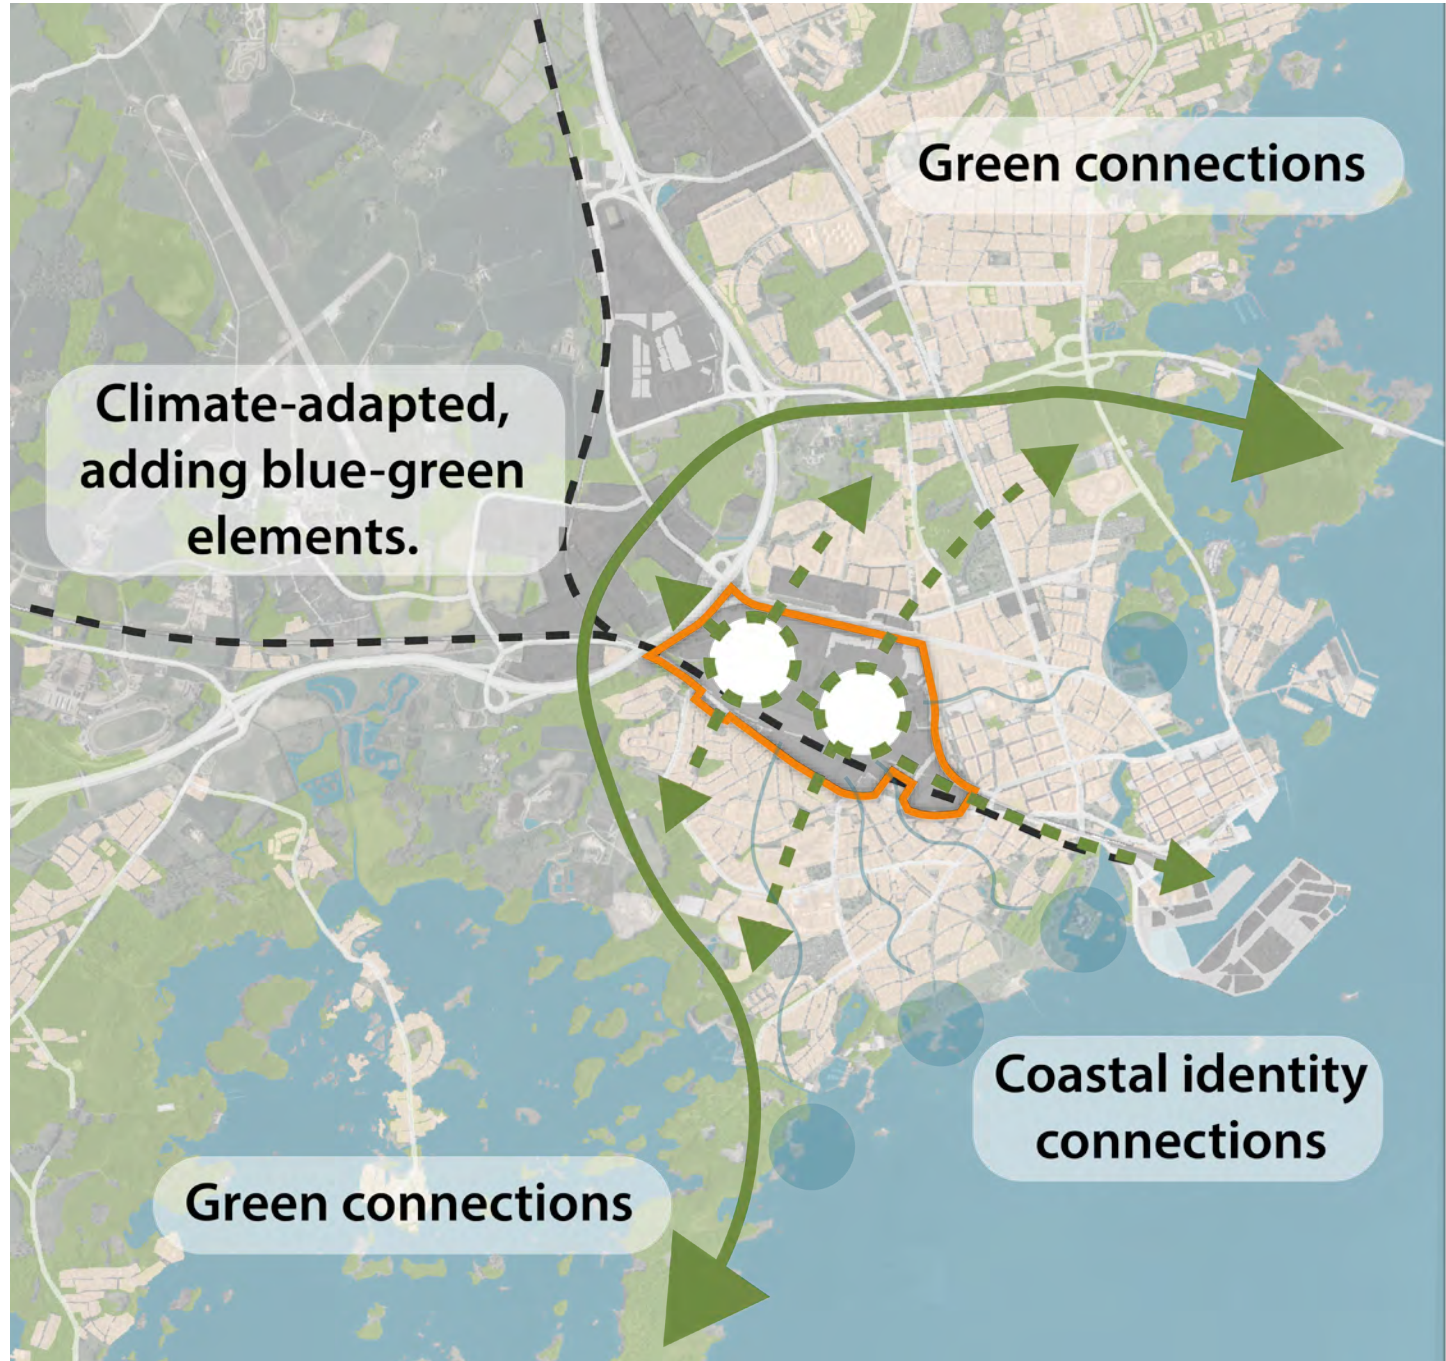 Green connections
Climate-adapted,
adding blue-green
elements.
Coastal identity
connections
Green connections